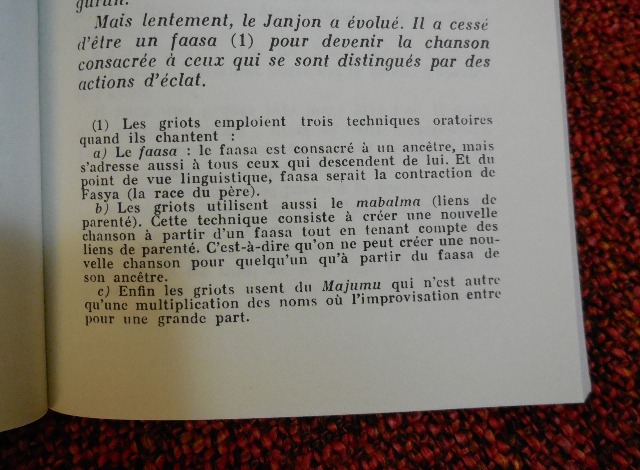 Mais lentement, le Janjon a évolué. Il a cessé
d'être un faasa (1) pour devenir la chanson
consacrée à ceux qui se sont distingués par des
actions d'éclat.
(1) Les griots emploient trois techniques oratoires
quand ils chantent :
a) Le faasa : le faasa est consacré à un ancêtre, mais
s'adresse aussi à tous ceux qui descendent de lui. Et du
point de vue linguistique, faasa serait la contraction de
Fasya (la race du père).
b) Les griots utilisent aussi le mabalma (liens de
parenté). Cette technique consiste à créer une nouvelle
chanson à partir d'un faasa tout en tenant compte des
liens de parenté. C'est-à-dire qu'on ne peut créer une nou-
velle chanson pour quelqu'un qu'à partir du faasa de
son ancêtre.
c) Enfin les griots usent du Majumu qui n'est autre
qu'une multiplication des noms où l'improvisation entre
pour une grande part.